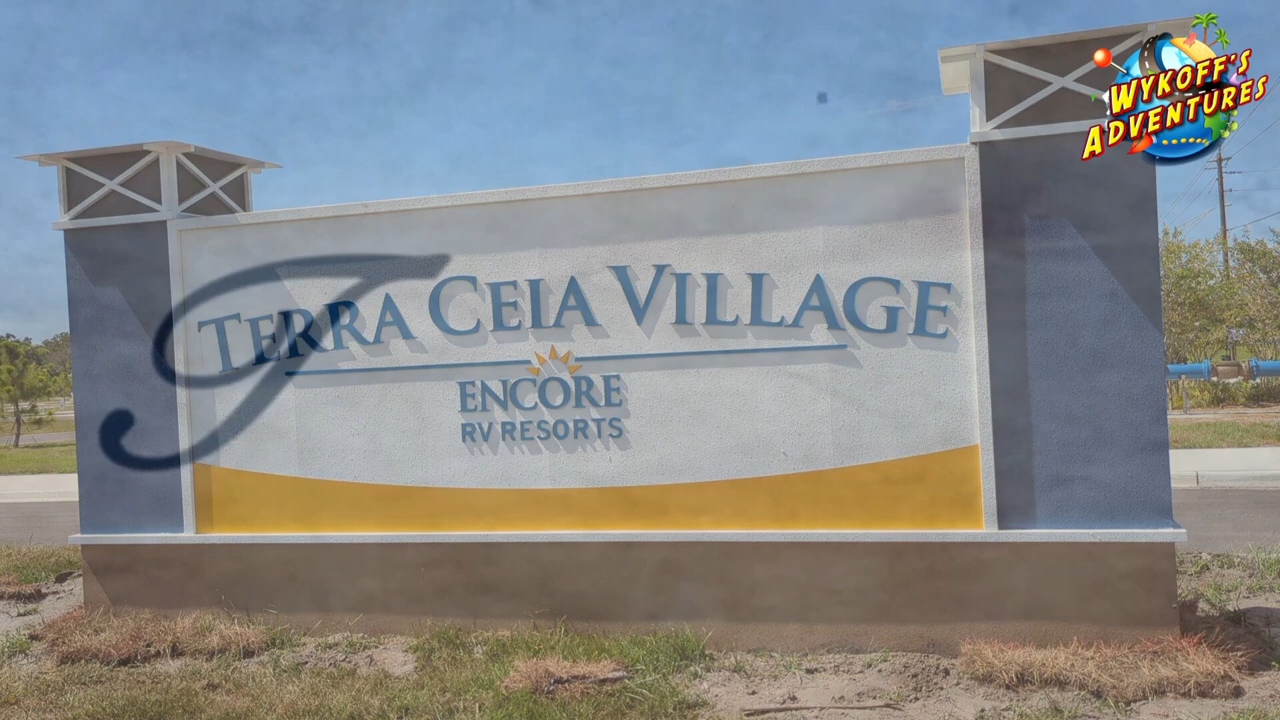 WYKOFF'S
ADVENTURES
TERRA CEIA VILLAGE
ENCORE
RV RESORTS